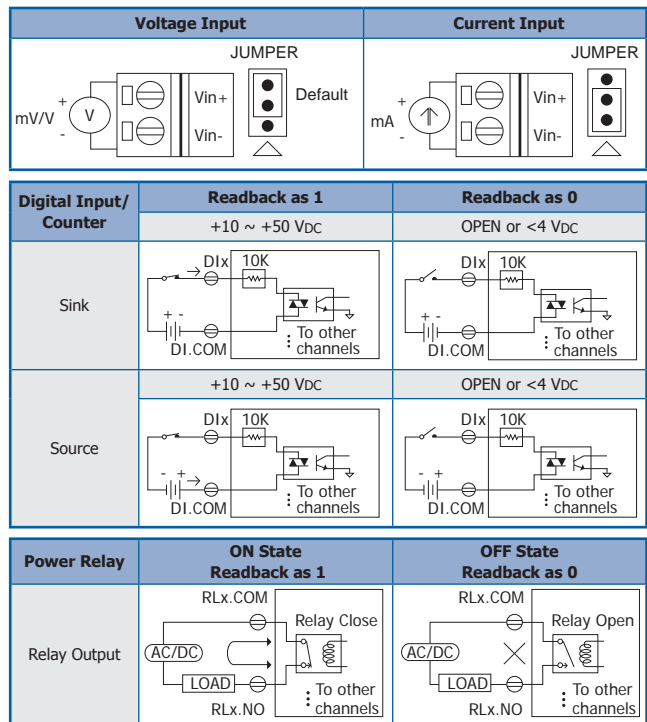 Voltage Input
Current Input
JUMPER
Default
mV/V
+
-
V
Vin+
Vin-
JUMPER
mA
+
-
Vin+
Vin-
Digital Input/
Counter
Readback as 1
Readback as 0
+10 ~ +50 VDC
OPEN or <4 VDC
Sink
DIx
10K
+ -
DI.COM
To other
channels
DIx
10K
+ -
DI.COM
To other
channels
+10 ~ +50 VDC
OPEN or <4 VDC
Source
DIx
10K
- +
DI.COM
To other
channels
DIx
10K
- +
DI.COM
To other
channels
Power Relay
ON State
Readback as 1
OFF State
Readback as 0
Relay Output
RLx.COM
Relay Close
AC/DC
LOAD
RLx.NO
To other
channels
RLx.COM
Relay Open
AC/DC
LOAD
RLx.NO
To other
channels